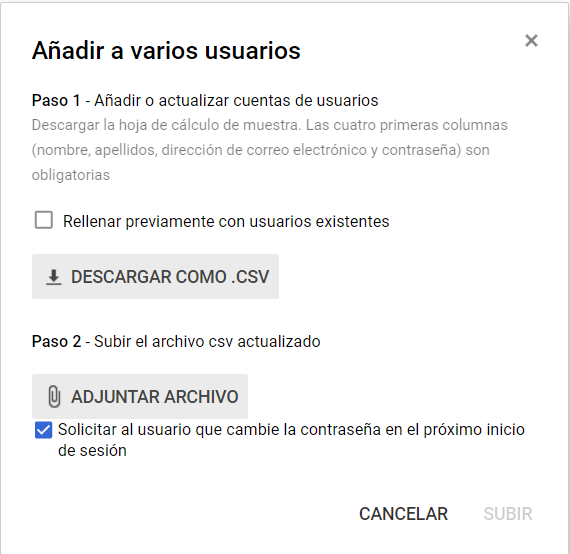 Añadir a varios usuarios
Paso 1 - Añadir o actualizar cuentas de usuarios
Descargar la hoja de cálculo de muestra. Las cuatro primeras columnas
(nombre, apellidos, dirección de correo electrónico y contraseña) son
obligatorias
Rellenar previamente con usuarios existentes
DESCARGAR COMO .CSV
Paso 2 - Subir el archivo csv actualizado
ADJUNTAR ARCHIVO
Solicitar al usuario que cambie la contraseña en el próximo inicio
de sesión
CANCELAR SUBIR